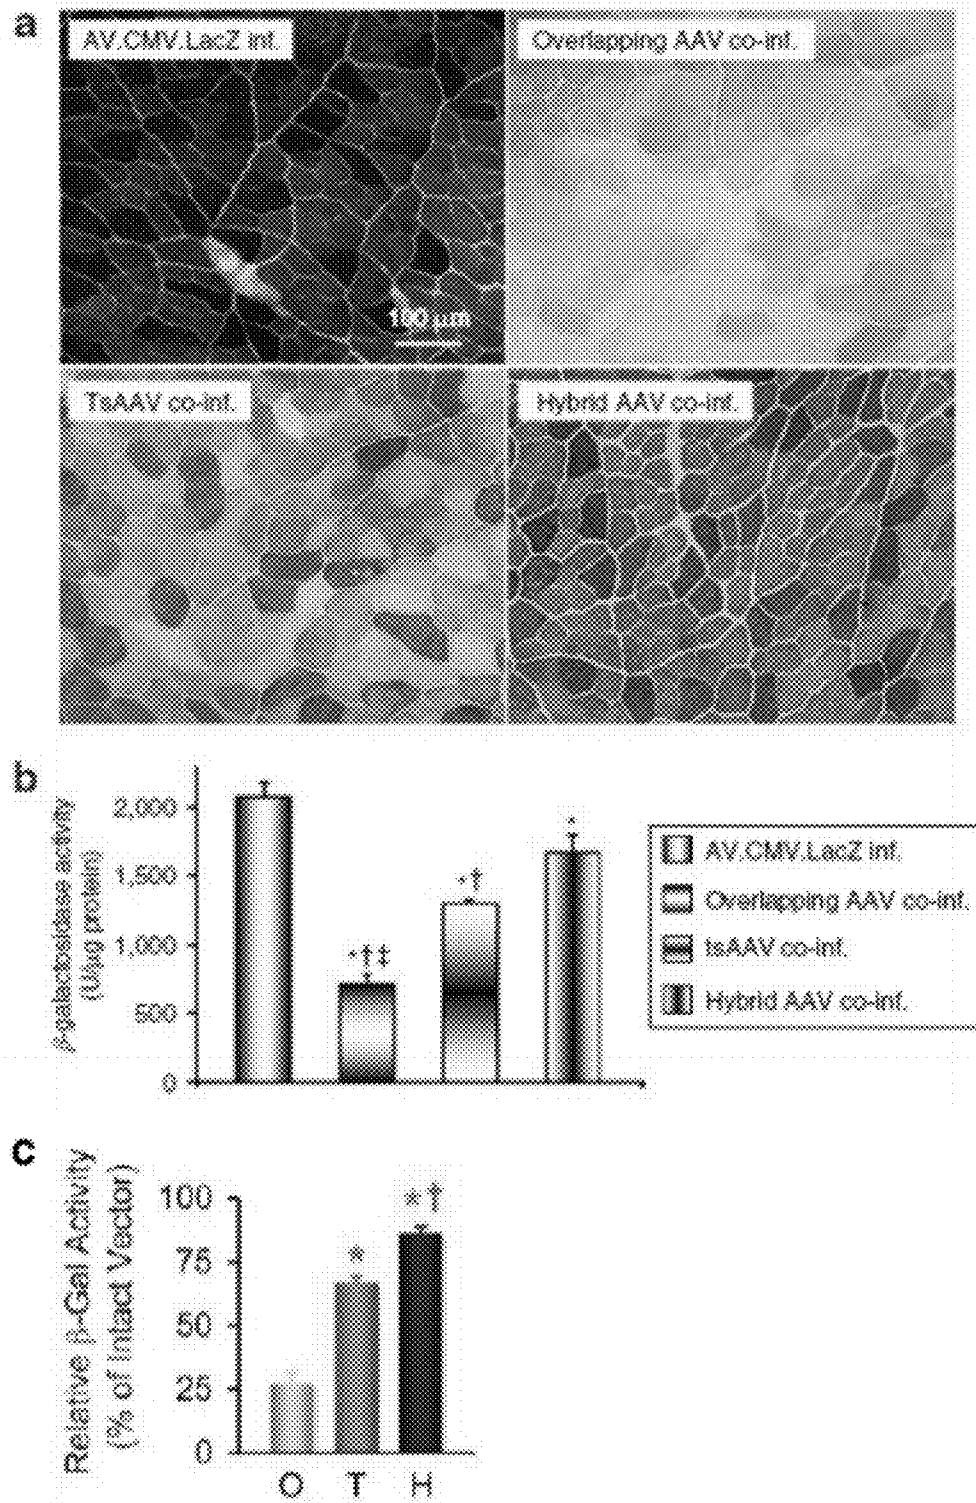 a
AV.CMV.LacZ inf.
Overlapping AAV co-inf.
100 µm
TsAAV co-inf.
Hybrid AAV co-inf.
b
β-galactosidase activity
(U/µg protein)
2,000
1,500
1,000
500
0
*†‡
*†
*
AV.CMV.LacZ inf.
Overlapping AAV co-inf.
tsAAV co-inf.
Hybrid AAV co-inf.
c
Relative β-Gal Activity
(% of Intact Vector)
100
75
50
25
0
*
*†
O T H